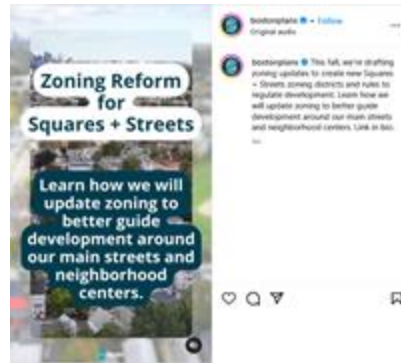 Zoning Reform
for
Squares + Streets
Learn how we will
update zoning to
better guide
development around
our main streets and
neighborhood
centers.
bostonplans • Follow
Original audio
bostonplans This fall, we're drafting
zoning updates to create new Squares
+ Streets zoning districts and rules to
regulate development. Learn how we
will update zoning to better guide
development around our main streets
and neighborhood centers. Link in bio.